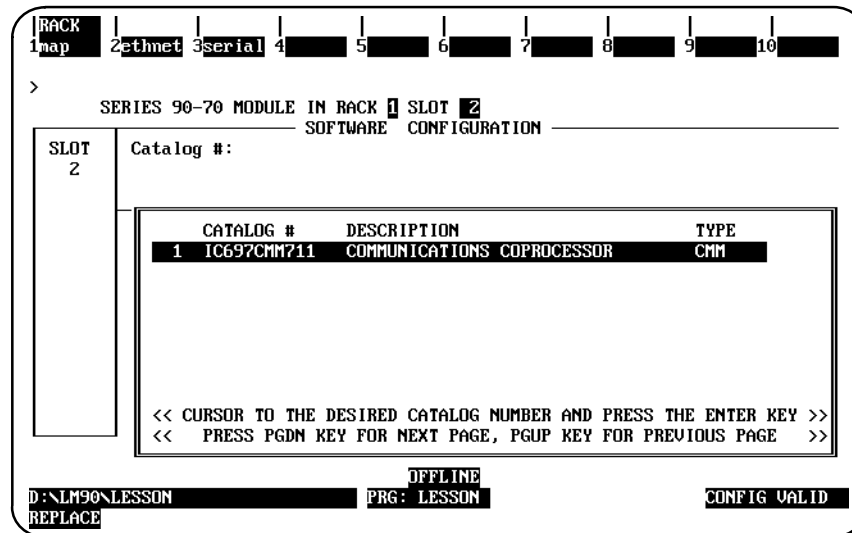 |RACK | | | | | | | | |
1map 2ethnet 3serial 4 5 6 7 8 9 10
>
SERIES 90-70 MODULE IN RACK 1 SLOT 2
SOFTWARE CONFIGURATION
SLOT Catalog #:
2
CATALOG # DESCRIPTION TYPE
1 IC697CMM711 COMMUNICATIONS COPROCESSOR CMM
<< CURSOR TO THE DESIRED CATALOG NUMBER AND PRESS THE ENTER KEY >>
<< PRESS PGDN KEY FOR NEXT PAGE, PGUP KEY FOR PREVIOUS PAGE >>
OFFLINE
D:\LM90\LESSON PRG: LESSON CONFIG VALID
REPLACE